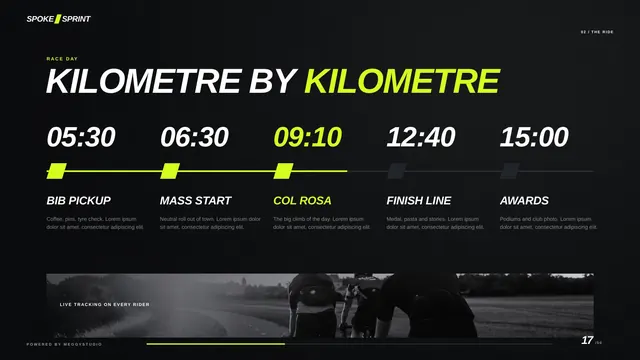 SPOKE SPRINT
02 / THE RIDE
RACE DAY
KILOMETRE BY KILOMETRE
05:30
06:30
09:10
12:40
15:00
BIB PICKUP
MASS START
COL ROSA
FINISH LINE
AWARDS
Coffee, pins, tyre check. Lorem ipsum
dolor sit amet, consectetur adipiscing elit.
Neutral roll out of town. Lorem ipsum dolor
sit amet, consectetur adipiscing elit.
The big climb of the day. Lorem ipsum
dolor sit amet, consectetur adipiscing elit.
Medal, pasta and stories. Lorem ipsum
dolor sit amet, consectetur adipiscing elit.
Podiums and club photo. Lorem ipsum
dolor sit amet, consectetur adipiscing elit.
LIVE TRACKING ON EVERY RIDER
POWERED BY WEOGYSTUDIO
17